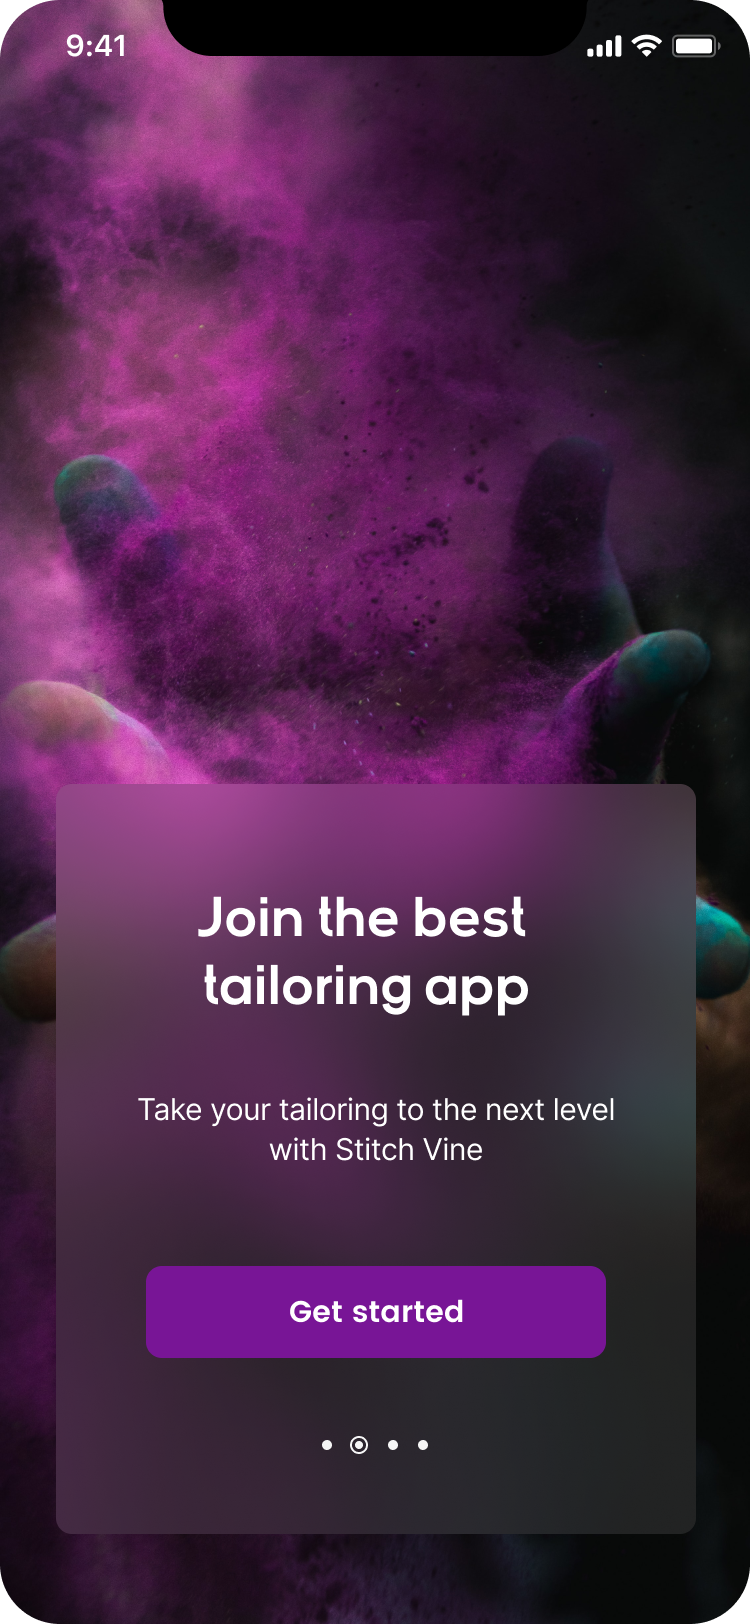 9:41
Join the best
tailoring app
Take your tailoring to the next level
with Stitch Vine
Get started